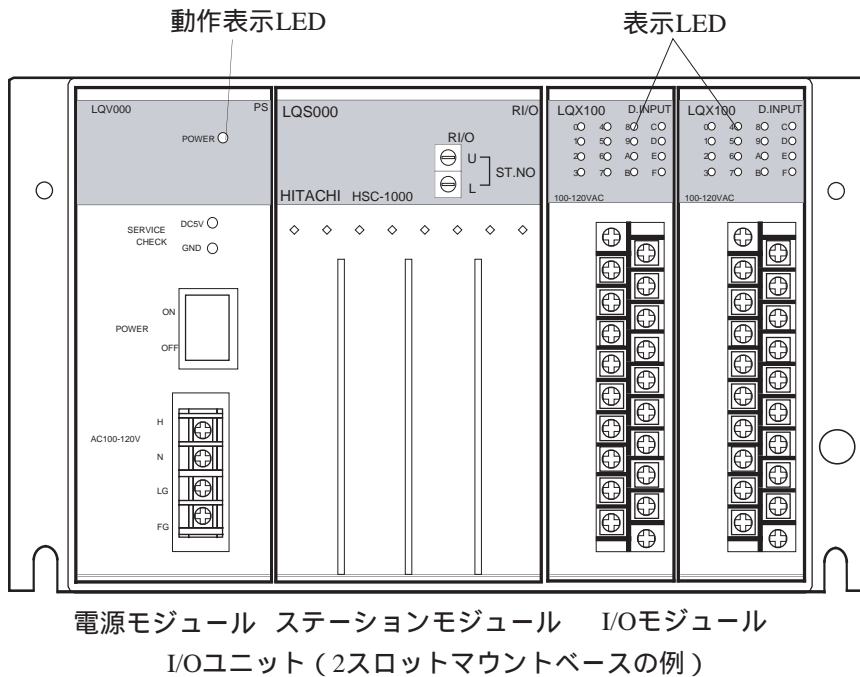 動作表示LED
表示LED
LQV000 PS
POWER
SERVICE
CHECK
DC5V
GND
POWER
ON
OFF
AC100-120V
H
N
LG
FG
LQS000 RI/O
RI/O
U
L
ST.NO
HITACHI HSC-1000
LQX100 D.INPUT
0 4 8 C
1 5 9 D
2 6 A E
3 7 B F
100-120VAC
LQX100 D.INPUT
0 4 8 C
1 5 9 D
2 6 A E
3 7 B F
100-120VAC
電源モジュール ステーションモジュール I/Oモジュール
I/Oユニット(2スロットマウントベースの例)